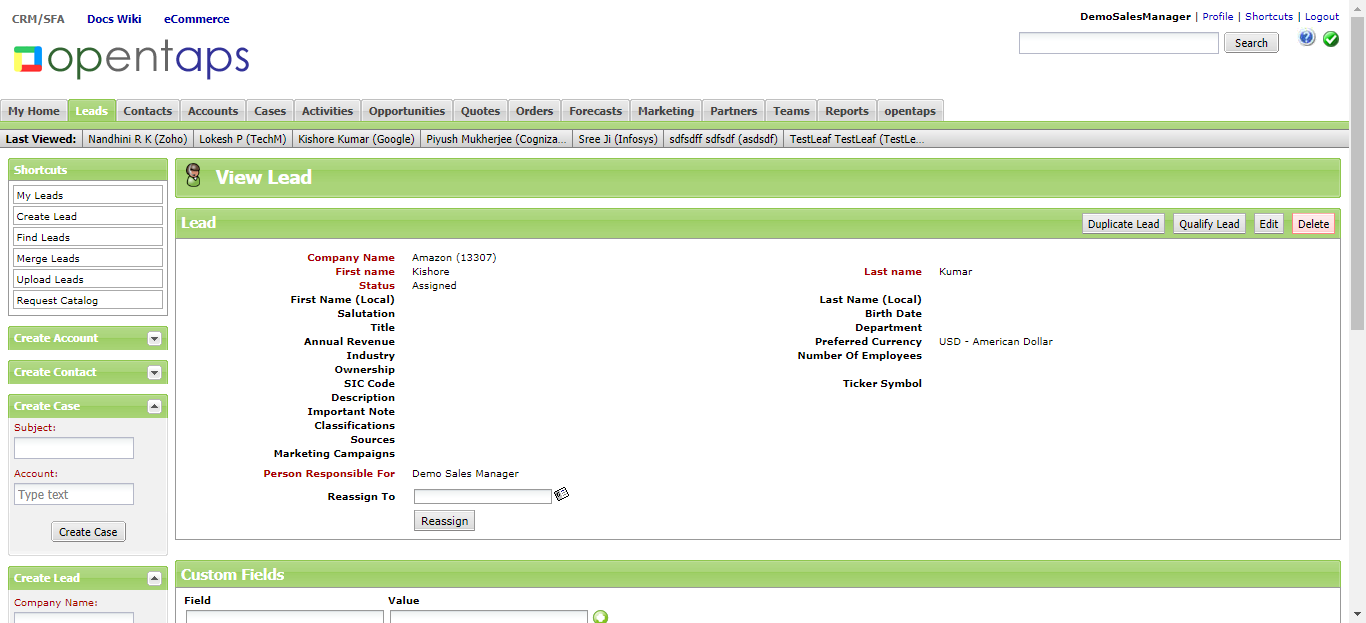 CRM/SFA Docs Wiki eCommerce
DemoSalesManager | Profile | Shortcuts | Logout
opentaps
Search
My Home Leads Contacts Accounts Cases Activities Opportunities Quotes Orders Forecasts Marketing Partners Teams Reports opentaps
Last Viewed: Nandhini R K (Zoho) Lokesh P (TechM) Kishore Kumar (Google) Piyush Mukherjee (Cogniza... Sree Ji (Infosys) sdfsdff sdfsdf (asdsdf) TestLeaf TestLeaf (TestLe...
Shortcuts
My Leads
Create Lead
Find Leads
Merge Leads
Upload Leads
Request Catalog
Create Account
Create Contact
Create Case
Subject:
Account:
Type text
Create Case
Create Lead
Company Name:
View Lead
Lead
Duplicate Lead Qualify Lead Edit Delete
Company Name Amazon (13307)
First name Kishore Last name Kumar
Status Assigned
First Name (Local) Last Name (Local)
Salutation Birth Date
Title Department
Annual Revenue Preferred Currency USD - American Dollar
Industry Number Of Employees
Ownership
SIC Code Ticker Symbol
Description
Important Note
Classifications
Sources
Marketing Campaigns
Person Responsible For Demo Sales Manager
Reassign To
Reassign
Custom Fields
Field Value